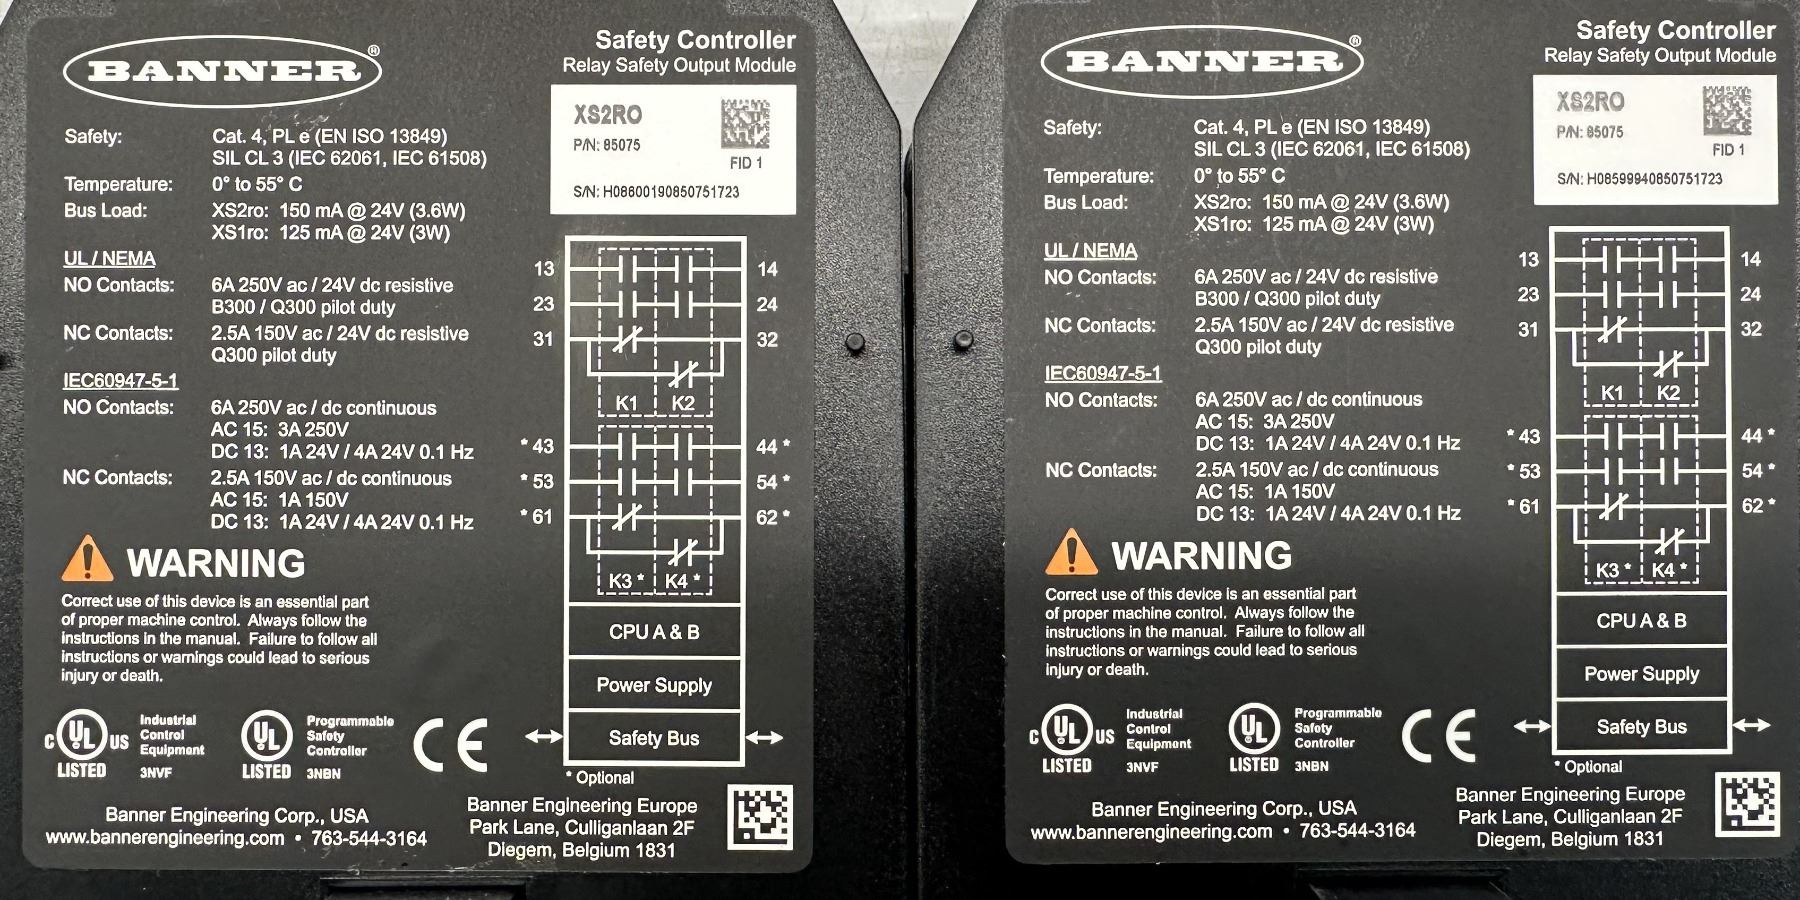 BANNER®
Safety Controller
Relay Safety Output Module
XS2RO
P/N: 85075
FID 1
S/N: H08600190850751723
Safety: Cat. 4, PL e (EN ISO 13849)
SIL CL 3 (IEC 62061, IEC 61508)
Temperature: 0° to 55° C
Bus Load: XS2ro: 150 mA @ 24V (3.6W)
XS1ro: 125 mA @ 24V (3W)
UL / NEMA
NO Contacts: 6A 250V ac / 24V dc resistive
B300 / Q300 pilot duty
NC Contacts: 2.5A 150V ac / 24V dc resistive
Q300 pilot duty
IEC60947-5-1
NO Contacts: 6A 250V ac / dc continuous
AC 15: 3A 250V
DC 13: 1A 24V / 4A 24V 0.1 Hz
NC Contacts: 2.5A 150V ac / dc continuous
AC 15: 1A 150V
DC 13: 1A 24V / 4A 24V 0.1 Hz
13 14
23 24
31 32
K1 K2
* 43 44 *
* 53 54 *
* 61 62 *
K3 * K4 *
CPU A & B
Power Supply
Safety Bus
* Optional
WARNING
Correct use of this device is an essential part
of proper machine control. Always follow the
instructions in the manual. Failure to follow all
instructions or warnings could lead to serious
injury or death.
C UL US LISTED
Industrial
Control
Equipment
3NVF
UL LISTED
Programmable
Safety
Controller
3NBN
CE
Banner Engineering Corp., USA
www.bannerengineering.com • 763-544-3164
Banner Engineering Europe
Park Lane, Culliganlaan 2F
Diegem, Belgium 1831
BANNER®
Safety Controller
Relay Safety Output Module
XS2RO
P/N: 85075
FID 1
S/N: H08599940850751723
Safety: Cat. 4, PL e (EN ISO 13849)
SIL CL 3 (IEC 62061, IEC 61508)
Temperature: 0° to 55° C
Bus Load: XS2ro: 150 mA @ 24V (3.6W)
XS1ro: 125 mA @ 24V (3W)
UL / NEMA
NO Contacts: 6A 250V ac / 24V dc resistive
B300 / Q300 pilot duty
NC Contacts: 2.5A 150V ac / 24V dc resistive
Q300 pilot duty
IEC60947-5-1
NO Contacts: 6A 250V ac / dc continuous
AC 15: 3A 250V
DC 13: 1A 24V / 4A 24V 0.1 Hz
NC Contacts: 2.5A 150V ac / dc continuous
AC 15: 1A 150V
DC 13: 1A 24V / 4A 24V 0.1 Hz
13 14
23 24
31 32
K1 K2
* 43 44 *
* 53 54 *
* 61 62 *
K3 * K4 *
CPU A & B
Power Supply
Safety Bus
* Optional
WARNING
Correct use of this device is an essential part
of proper machine control. Always follow the
instructions in the manual. Failure to follow all
instructions or warnings could lead to serious
injury or death.
C UL US LISTED
Industrial
Control
Equipment
3NVF
UL LISTED
Programmable
Safety
Controller
3NBN
CE
Banner Engineering Corp., USA
www.bannerengineering.com • 763-544-3164
Banner Engineering Europe
Park Lane, Culliganlaan 2F
Diegem, Belgium 1831